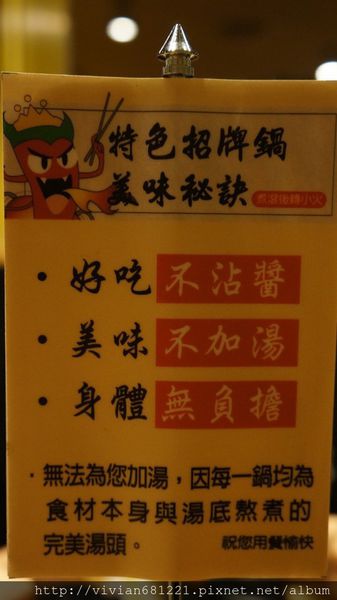 特色招牌鍋
美味秘訣 煮滾後轉小火
• 好吃 不沾醬
• 美味 不加湯
• 身體 無負擔
· 無法為您加湯，因每一鍋均為
食材本身與湯底熬煮的
完美湯頭。 祝您用餐愉快
http://vivian681221.pixnet.net/album